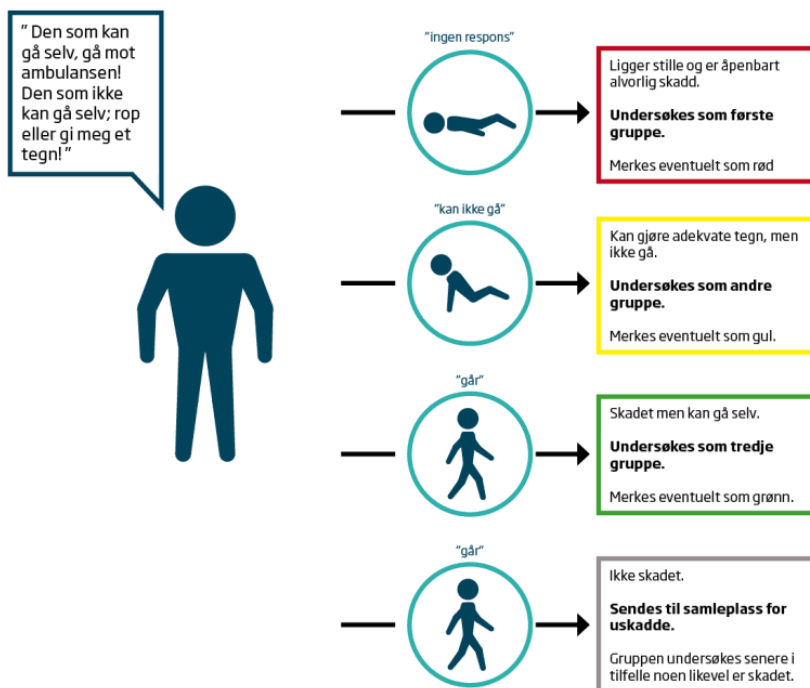 ” Den som kan
gå selv, gå mot
ambulansen!
Den som ikke
kan gå selv; rop
eller gi meg et
tegn! ”
”ingen respons”
Ligger stille og er åpenbart
alvorlig skadd.
Undersøkes som første
gruppe.
Merkes eventuelt som rød
”kan ikke gå”
Kan gjøre adekvate tegn, men
ikke gå.
Undersøkes som andre
gruppe.
Merkes eventuelt som gul.
”går”
Skadet men kan gå selv.
Undersøkes som tredje
gruppe.
Merkes eventuelt som grønn.
”går”
Ikke skadet.
Sendes til samleplass for
uskadde.
Gruppen undersøkes senere i
tilfelle noen likevel er skadet.